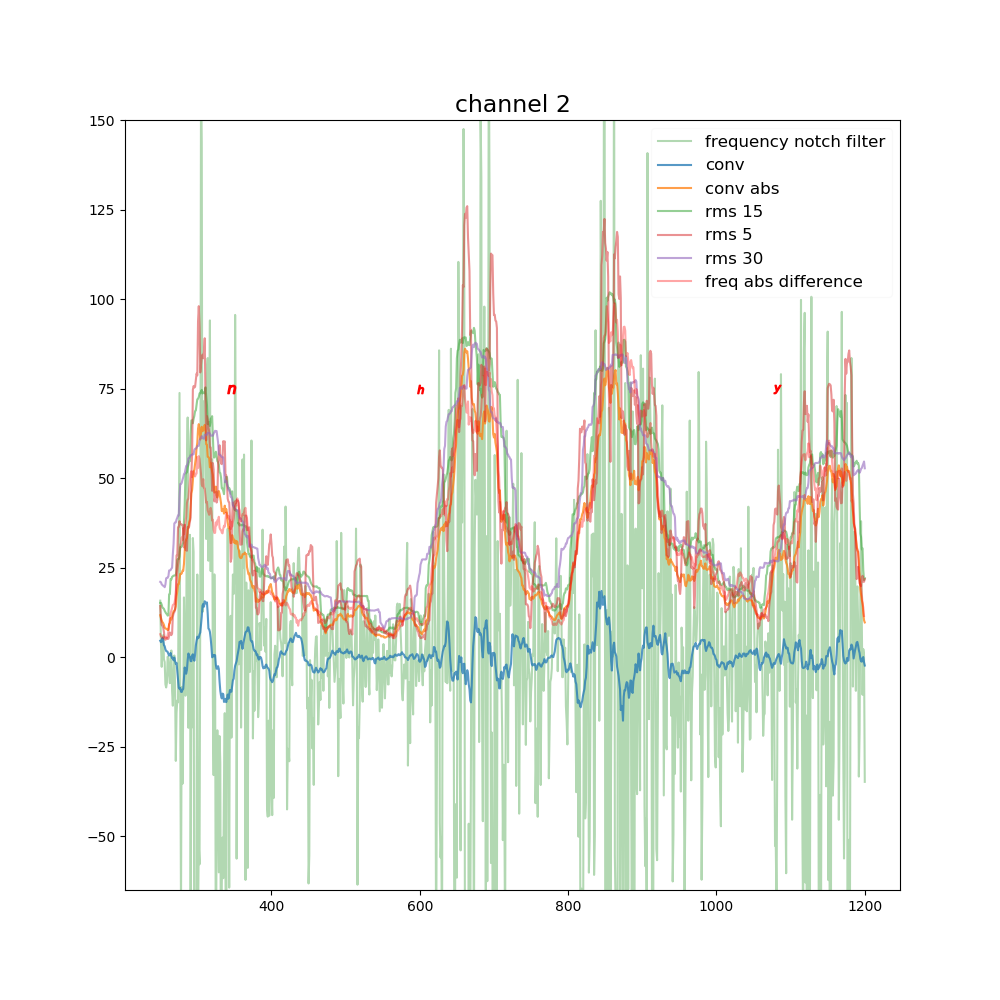 channel 2
150
125
100
75
50
25
0
−25
−50
frequency notch filter
conv
conv abs
rms 15
rms 5
rms 30
freq abs difference
n
h
y
400 600 800 1000 1200